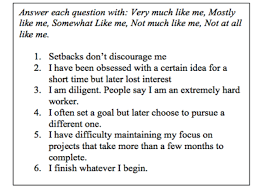 Answer each question with: Very much like me, Mostly
like me, Somewhat Like me, Not much like me, Not at all
like me.
1. Setbacks don't discourage me
2. I have been obsessed with a certain idea for a
short time but later lost interest
3. I am diligent. People say I am an extremely hard
worker.
4. I often set a goal but later choose to pursue a
different one.
5. I have difficulty maintaining my focus on
projects that take more than a few months to
complete.
6. I finish whatever I begin.